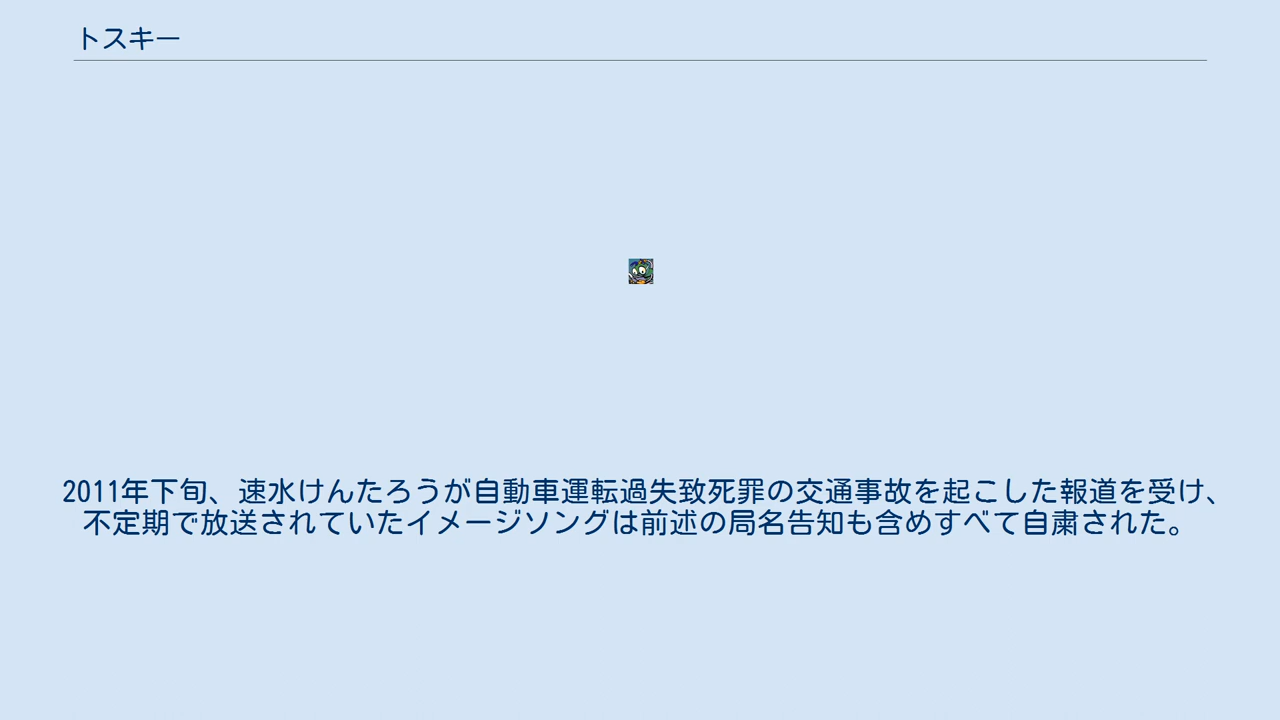 トスキー
2011年下旬、速水けんたろうが自動車運転過失致死罪の交通事故を起こした報道を受け、
不定期で放送されていたイメージソングは前述の局名告知も含めすべて自粛された。